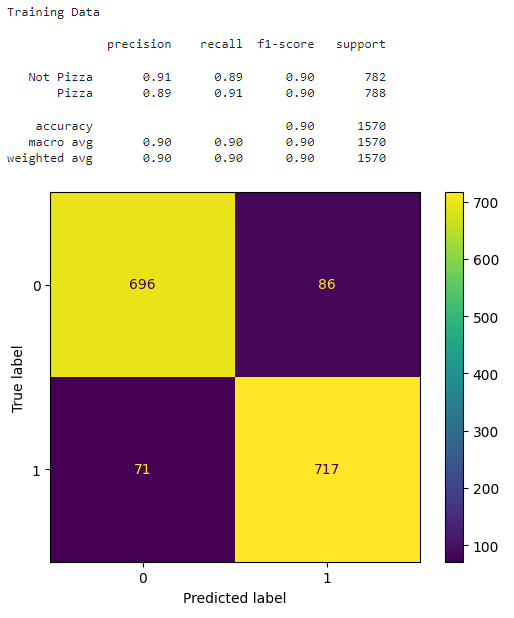 Training Data
precision recall f1-score support
Not Pizza 0.91 0.89 0.90 782
Pizza 0.89 0.91 0.90 788
accuracy 0.90 1570
macro avg 0.90 0.90 0.90 1570
weighted avg 0.90 0.90 0.90 1570
700
600
500
400
300
200
100
0
696 86
True label
1
71 717
0 1
Predicted label